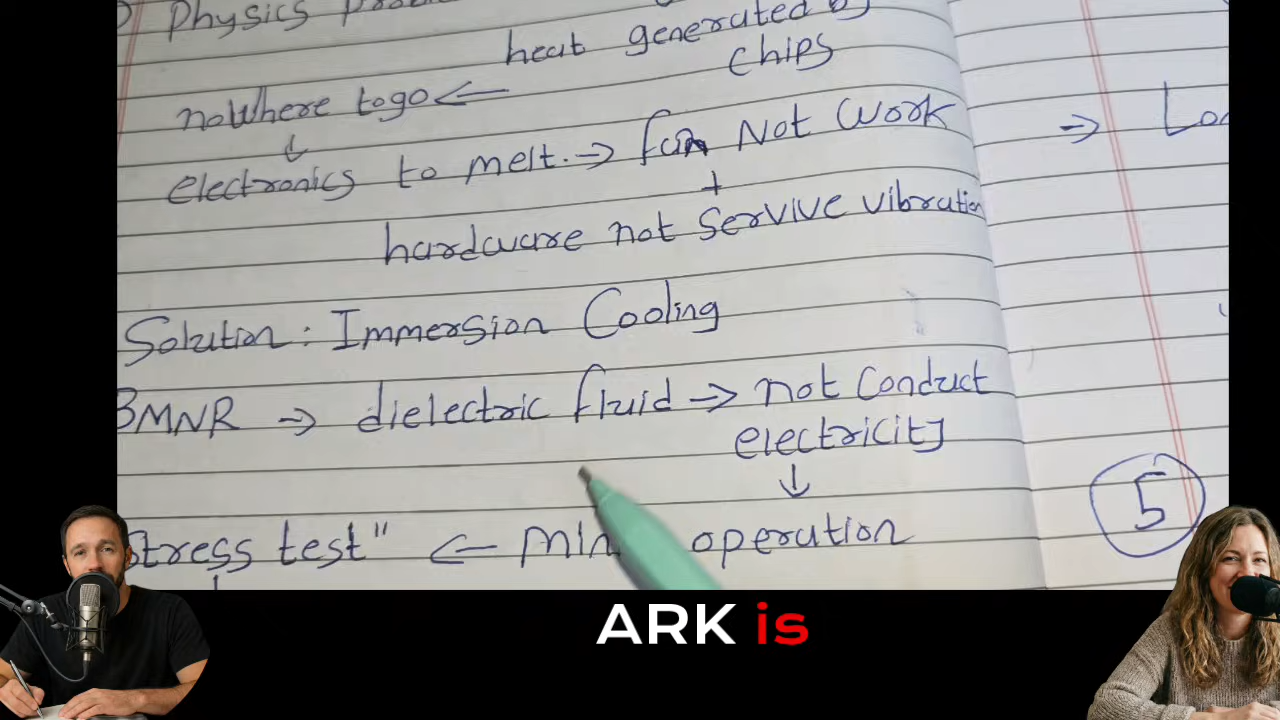 Physics
heat generated by
chips
noWhere to go ←
↓
electronics to melt. → fan Not Work
+
hardware not Servive vibration
⇒
Solution : Immersion Cooling
BMNR → dielectric fluid → not Conduct
electricity
↓
5
Stress test" ← operation
ARK is